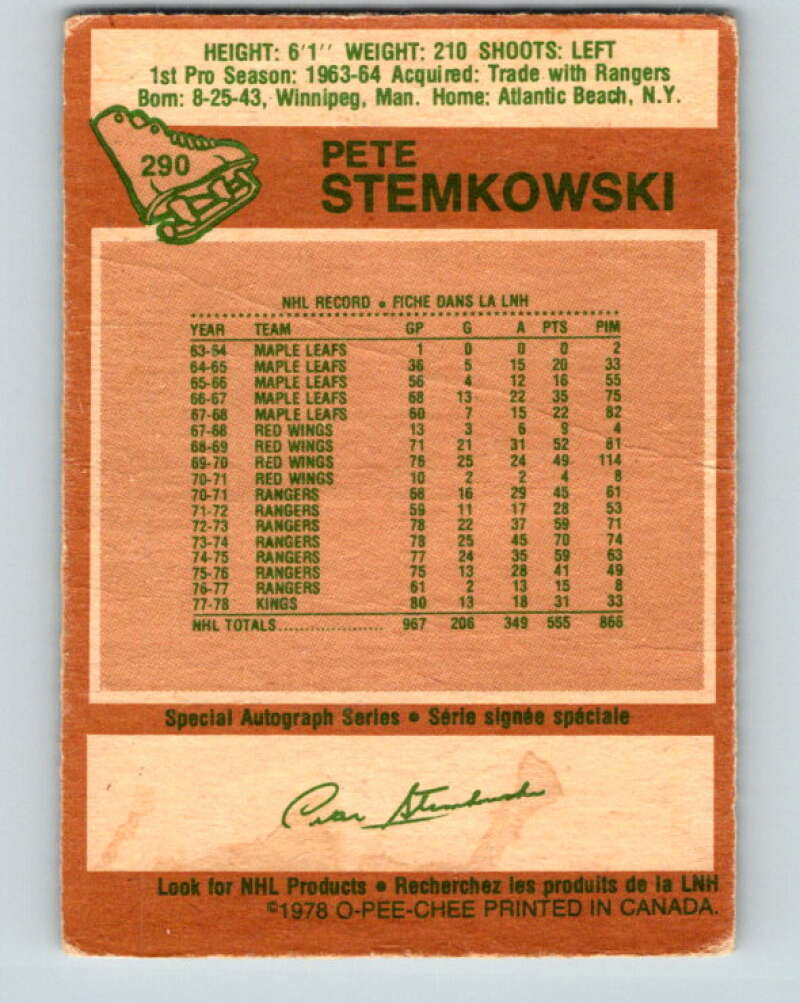 HEIGHT: 6'1'' WEIGHT: 210 SHOOTS: LEFT
1st Pro Season: 1963-64 Acquired: Trade with Rangers
Born: 8-25-43, Winnipeg, Man. Home: Atlantic Beach, N.Y.
290
PETE
STEMKOWSKI
NHL RECORD • FICHE DANS LA LNH
YEAR TEAM GP G A PTS PIM
63-64 MAPLE LEAFS 1 0 0 0 2
64-65 MAPLE LEAFS 36 5 15 20 33
65-66 MAPLE LEAFS 56 4 12 16 55
66-67 MAPLE LEAFS 68 13 22 35 75
67-68 MAPLE LEAFS 60 7 15 22 82
67-68 RED WINGS 13 3 6 9 4
68-69 RED WINGS 71 21 31 52 81
69-70 RED WINGS 76 25 24 49 114
70-71 RED WINGS 10 2 2 4 8
70-71 RANGERS 68 16 29 45 61
71-72 RANGERS 59 11 17 28 53
72-73 RANGERS 78 22 37 59 71
73-74 RANGERS 78 25 45 70 74
74-75 RANGERS 77 24 35 59 63
75-76 RANGERS 75 13 28 41 49
76-77 RANGERS 61 2 13 15 8
77-78 KINGS 80 13 18 31 33
NHL TOTALS.................... 967 206 349 555 866
Special Autograph Series • Série signée spéciale
Pete Stemkowski
Look for NHL Products • Recherchez les produits de la LNH
©1978 O-PEE-CHEE PRINTED IN CANADA.